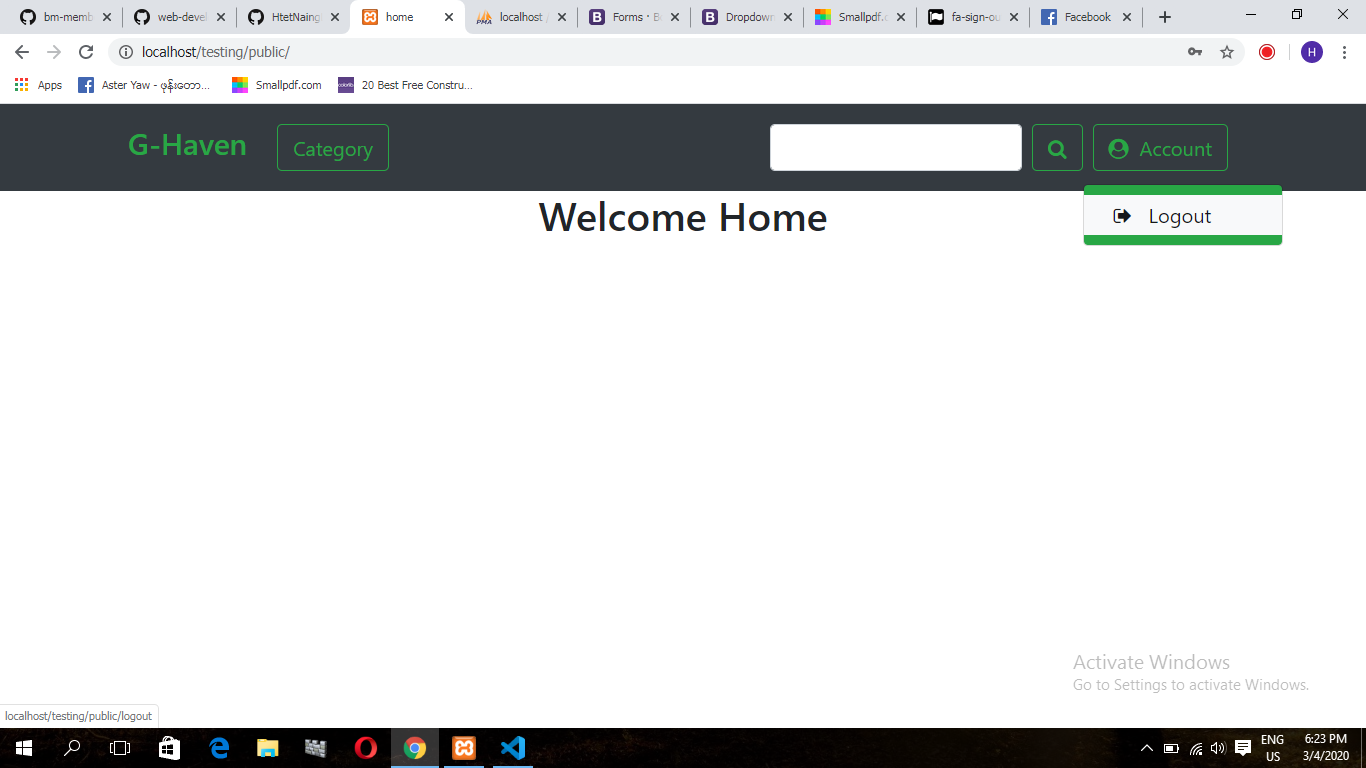 bm-memb
web-devel
HtetNaing
home
localhost /
Forms · B
Dropdown
Smallpdf.c
fa-sign-ou
Facebook
localhost/testing/public/
H
Apps
Aster Yaw - ဖုန်းတော...
Smallpdf.com
20 Best Free Constru...
G-Haven
Category
Account
Welcome Home
Logout
Activate Windows
Go to Settings to activate Windows.
localhost/testing/public/logout
ENG
US
6:23 PM
3/4/2020